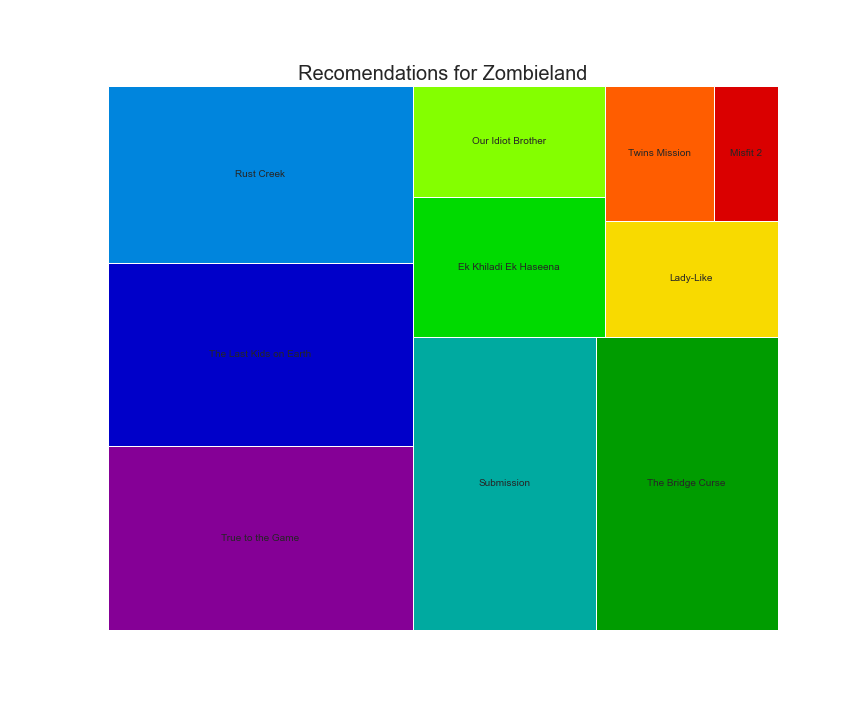 Recomendations for Zombieland
Rust Creek
Our Idiot Brother
Twins Mission
Ek Khiladi Ek Haseena
Lady-Like
The Last Kids on Earth
Submission
The Bridge Curse
True to the Game